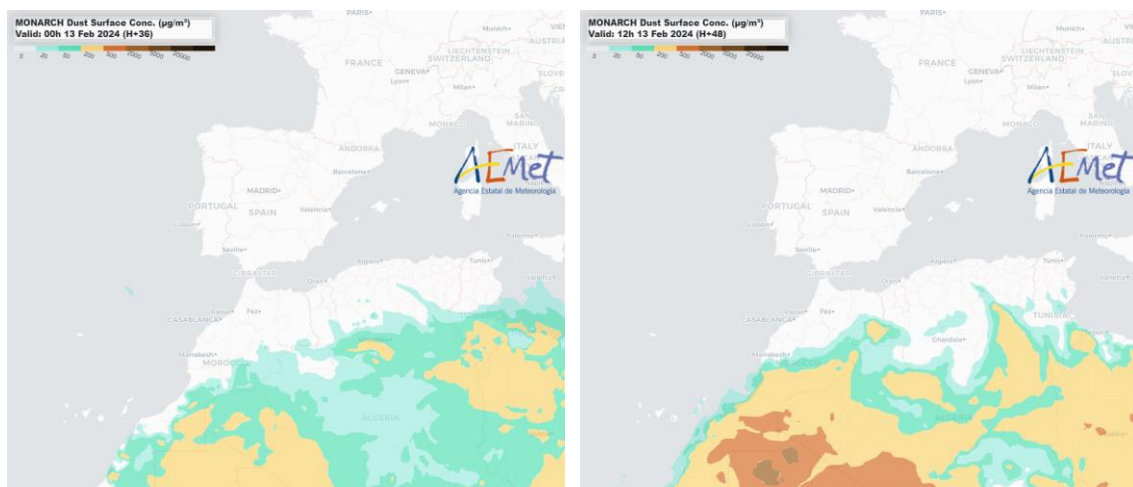 MONARCH Dust Surface Conc. (µg/m³)
Valid: 00h 13 Feb 2024 (H+36)
5 20 50 200 500 2000 5000 20000
PARIS
FRANCE
LIECHTENSTEIN
SWITZERLAND
GENEVA
Lyon
Milan
AUSTRIA
MONACO
SAN
MARINO
ITALY
ANDORRA
Barcelona
AEMet
Agencia Estatal de Meteorología
MADRID
PORTUGAL
SPAIN
Valencia
Lisbon
Seville
GIBRALTAR
Palermo
Algiers
Tunis
Oran
Valletta
Rabat
Fez
CASABLANCA
Marrakesh
MOROCCO
ALGERIA
MONARCH Dust Surface Conc. (µg/m³)
Valid: 12h 13 Feb 2024 (H+48)
5 20 50 200 500 2000 5000 20000
PARIS
FRANCE
LIECHTENSTEIN
SWITZERLAND
GENEVA
Lyon
Milan
AUSTRIA
MONACO
SAN
MARINO
ITALY
ANDORRA
Barcelona
AEMet
Agencia Estatal de Meteorología
MADRID
PORTUGAL
SPAIN
Valencia
Lisbon
Seville
GIBRALTAR
Palermo
Algiers
Tunis
Oran
Valletta
Rabat
Fez
CASABLANCA
TUNISIA
Ghardaia
Marrakesh
MOROCCO
ALGERIA